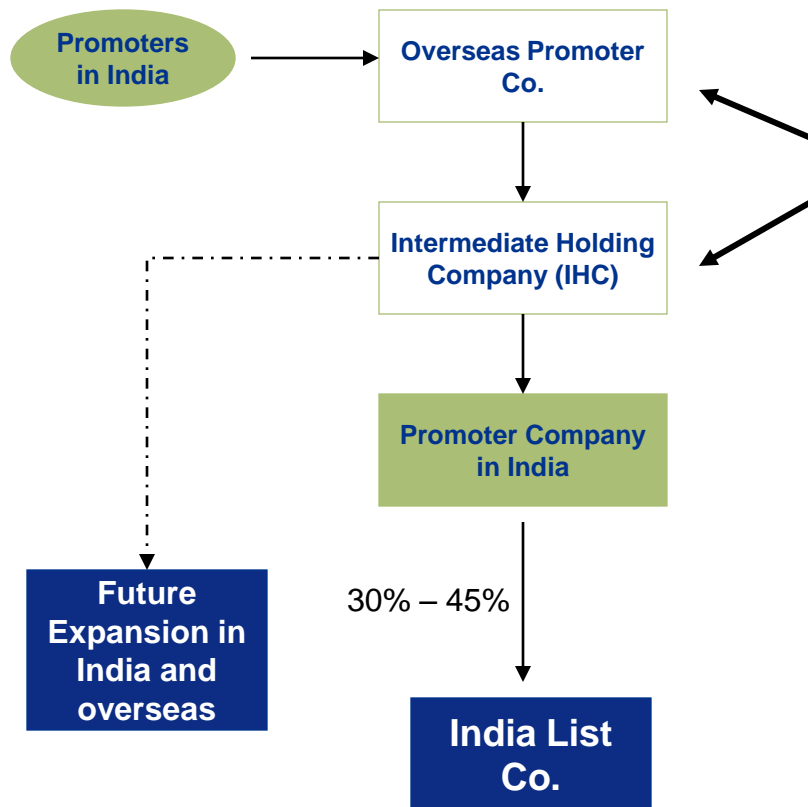 Promoters
in India
Overseas Promoter
Co.
Intermediate Holding
Company (IHC)
Promoter Company
in India
30% – 45%
Future
Expansion in
India and
overseas
India List
Co.